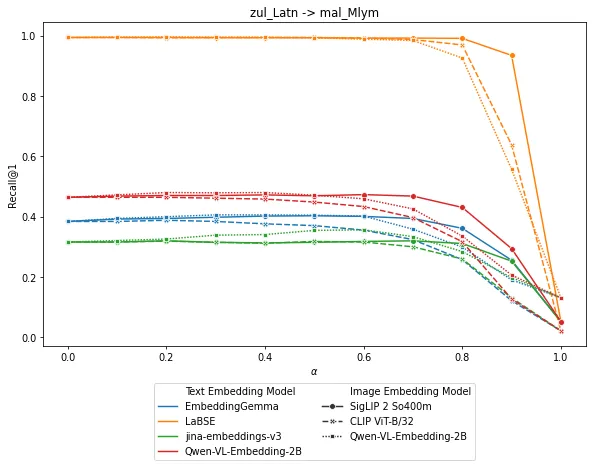 zul_Latn -> mal_Mlym
Recall@1
1.0
0.8
0.6
0.4
0.2
0.0
0.0 0.2 0.4 0.6 0.8 1.0
α
Text Embedding Model
EmbeddingGemma
LaBSE
jina-embeddings-v3
Qwen-VL-Embedding-2B
Image Embedding Model
SigLIP 2 So400m
CLIP ViT-B/32
Qwen-VL-Embedding-2B